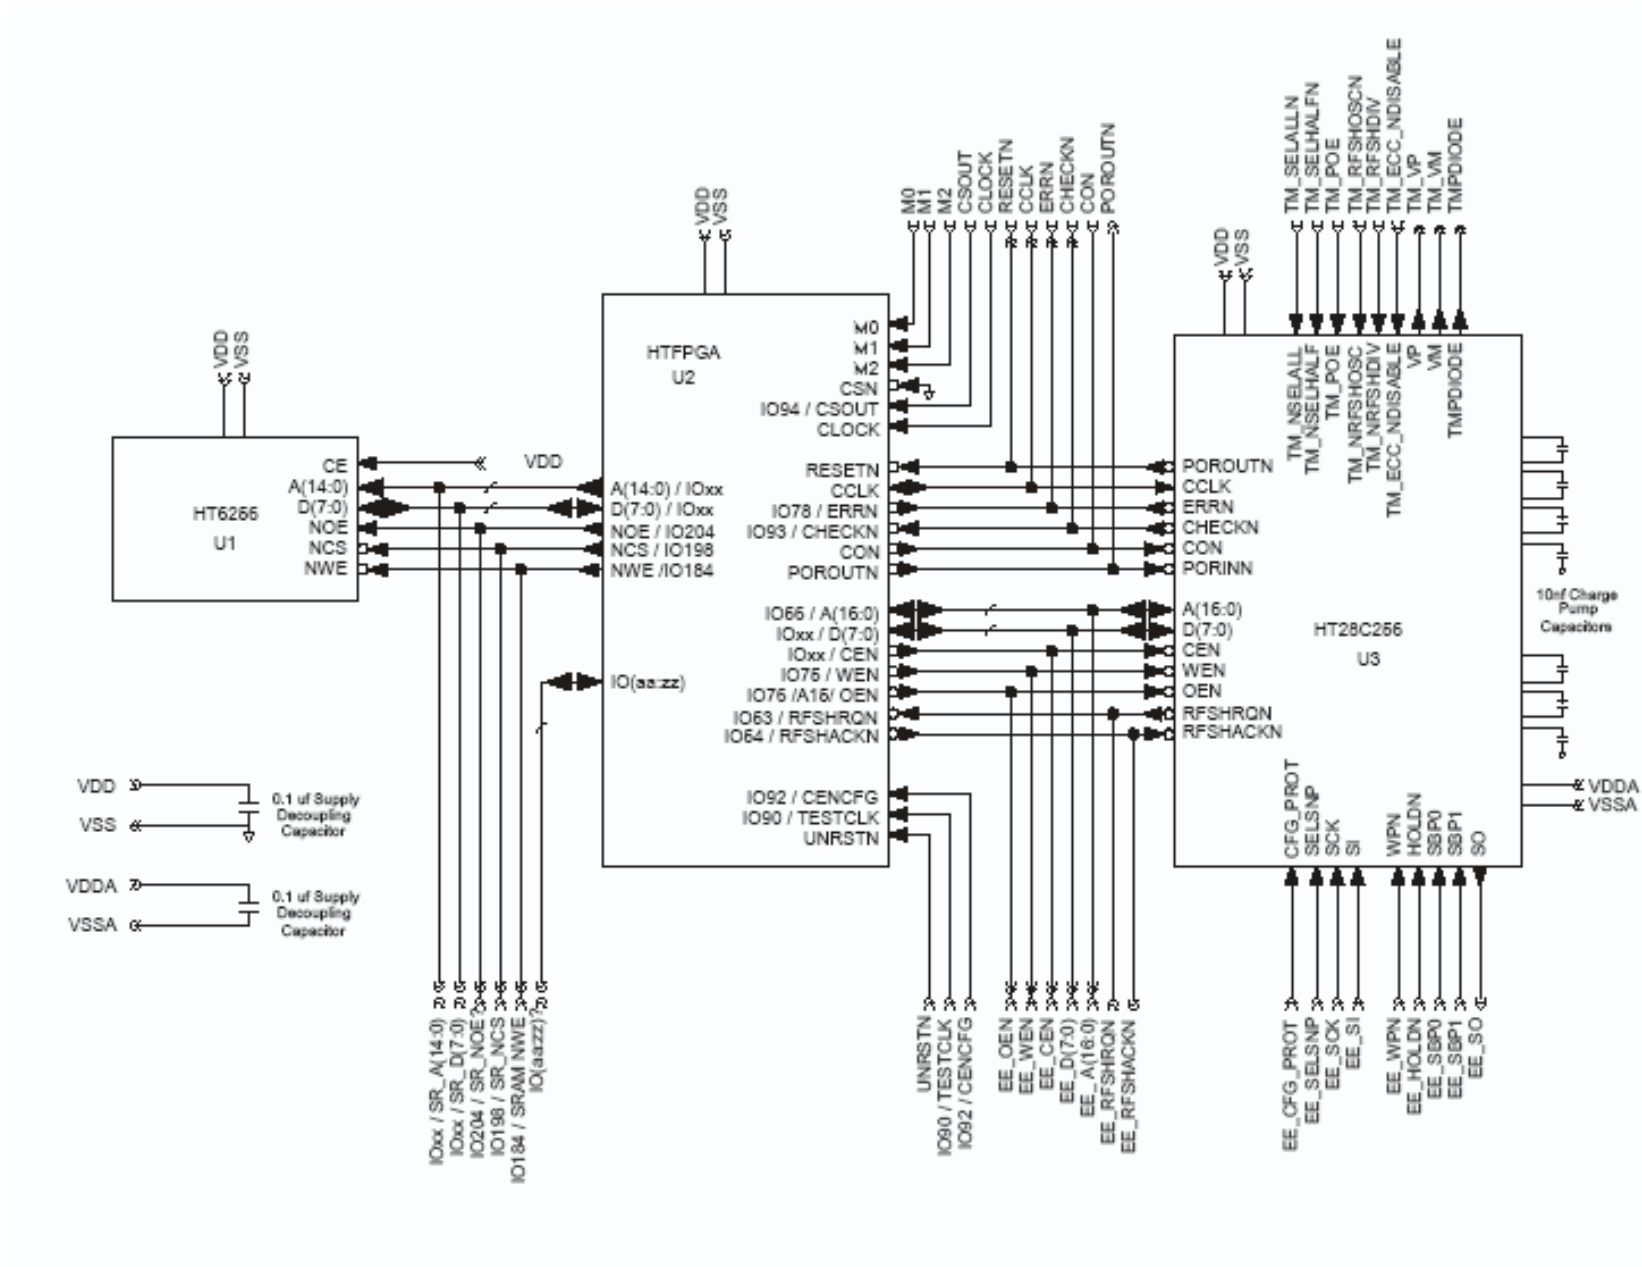 TM_SELALLN
TM_SELHALFN
TM_POE
TM_RFSHOSCN
TM_RFSHDIV
TM_ECC_NDISABLE
TM_VP
TM_VM
TMPDIODE
M0
M1
M2
CSOUT
CLOCK
RESETN
CCLK
ERRN
CHECKN
CON
POROUTN
VDD
VSS
VDD
VSS
VDD
VSS
HT6256
U1
CE
A(14:0)
D(7:0)
NOE
NCS
NWE
VDD
HTFPGA
U2
A(14:0) / IOxx
D(7:0) / IOxx
NOE / IO204
NCS / IO198
NWE /IO184
IO(aa:zz)
M0
M1
M2
CSN
IO94 / CSOUT
CLOCK
RESETN
CCLK
IO78 / ERRN
IO93 / CHECKN
CON
POROUTN
IO66 / A(16:0)
IOxx / D(7:0)
IOxx / CEN
IO75 / WEN
IO76 /A15/ OEN
IO63 / RFSHRQN
IO64 / RFSHACKN
IO92 / CENCFG
IO90 / TESTCLK
UNRSTN
TM_NSELALL
TM_NSELHALF
TM_POE
TM_NRFSHOSC
TM_NRFSHDIV
TM_ECC_NDISABLE
VP
VM
TMPDIODE
POROUTN
CCLK
ERRN
CHECKN
CON
PORINN
A(16:0)
D(7:0)
CEN
WEN
OEN
RFSHRQN
RFSHACKN
HT28C256
U3
10nf Charge
Pump
Capacitors
VDDA
VSSA
CFG_PROT
SELSNP
SCK
SI
WPN
HOLDN
SBP0
SBP1
SO
VDD
VSS
0.1 uf Supply
Decoupling
Capacitor
VDDA
VSSA
0.1 uf Supply
Decoupling
Capacitor
IOxx / SR_A(14:0)
IOxx / SR_D(7:0)
IO204 / SR_NOE?
IO198 / SR_NCS
IO184 / SRAM NWE
IO(aa:zz)?
UNRSTN
IO90 / TESTCLK
IO92 / CENCFG
EE_OEN
EE_WEN
EE_CEN
EE_D(7:0)
EE_A(16:0)
EE_RFSHRQN
EE_RFSHACKN
EE_CFG_PROT
EE_SELSNP
EE_SCK
EE_SI
EE_WPN
EE_HOLDN
EE_SBP0
EE_SBP1
EE_SO